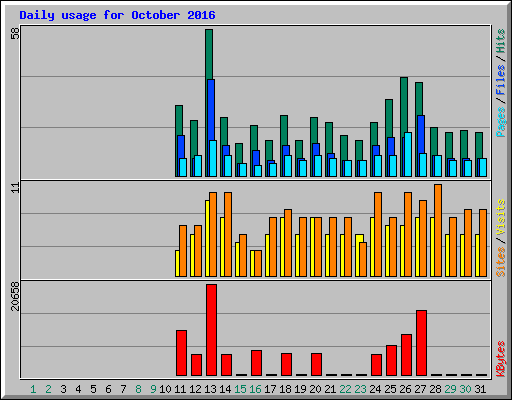 Daily usage for October 2016
58
Pages / Files / Hits
11
Sites / Visits
20658
KBytes
1 2 3 4 5 6 7 8 9 10 11 12 13 14 15 16 17 18 19 20 21 22 23 24 25 26 27 28 29 30 31